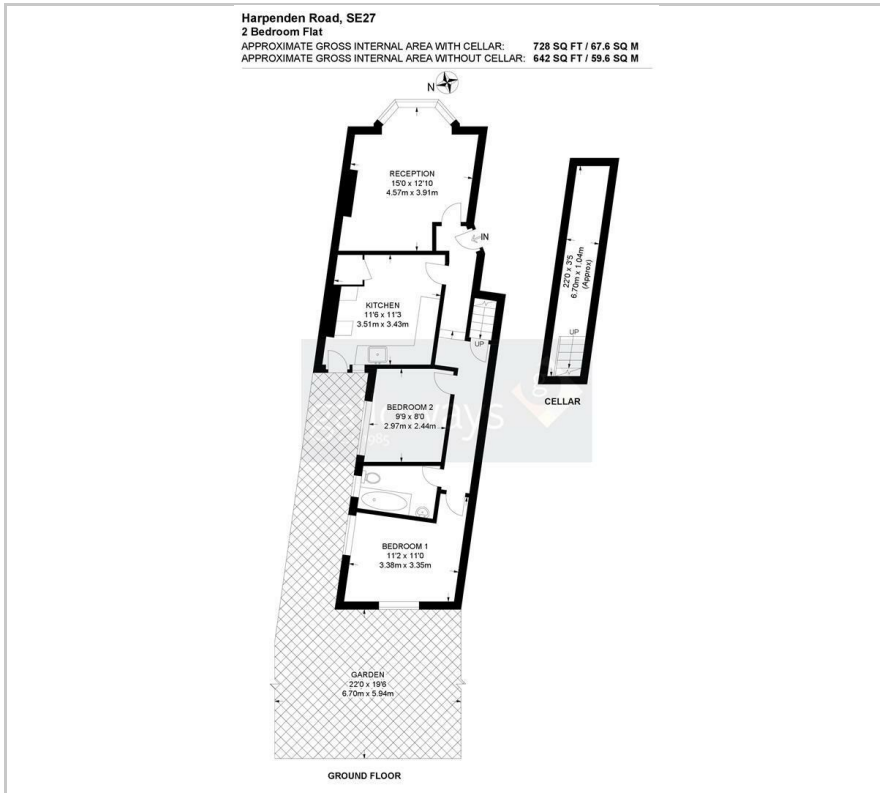 Harpenden Road, SE27
2 Bedroom Flat
APPROXIMATE GROSS INTERNAL AREA WITH CELLAR: 728 SQ FT / 67.6 SQ M
APPROXIMATE GROSS INTERNAL AREA WITHOUT CELLAR: 642 SQ FT / 59.6 SQ M
N
RECEPTION
15'0 x 12'10
4.57m x 3.91m
IN
KITCHEN
11'6 x 11'3
3.51m x 3.43m
UP
BEDROOM 2
9'9 x 8'0
2.97m x 2.44m
BEDROOM 1
11'2 x 11'0
3.38m x 3.35m
GARDEN
22'0 x 19'6
6.70m x 5.94m
GROUND FLOOR
22'0 x 3'5
6.70m x 1.04m
(Approx)
UP
CELLAR